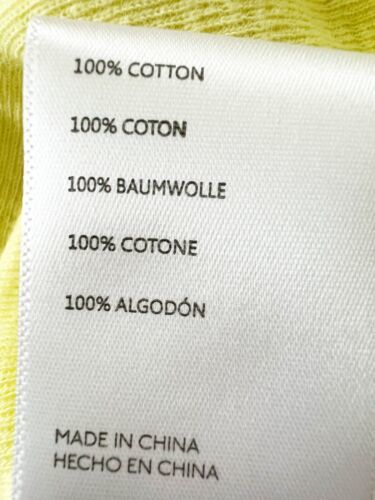 100% COTTON
100% COTON
100% BAUMWOLLE
100% COTONE
100% ALGODÓN
MADE IN CHINA
HECHO EN CHINA